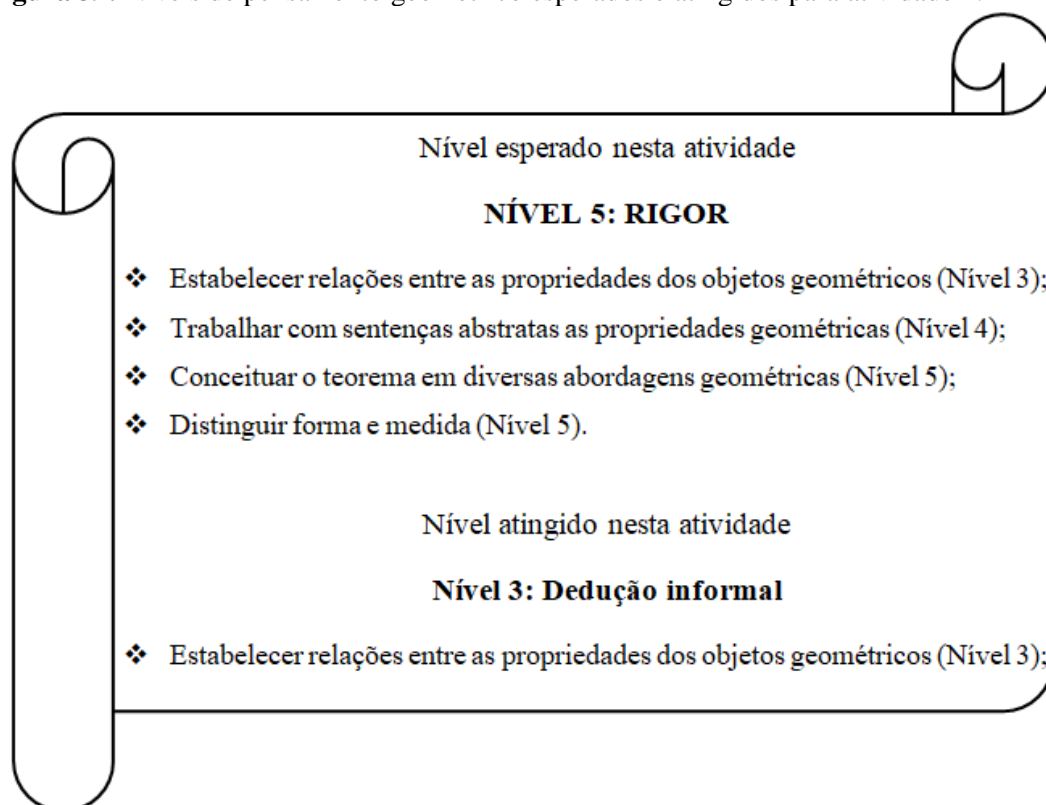 Nível esperado nesta atividade
NÍVEL 5: RIGOR
❖ Estabelecer relações entre as propriedades dos objetos geométricos (Nível 3);
❖ Trabalhar com sentenças abstratas as propriedades geométricas (Nível 4);
❖ Conceituar o teorema em diversas abordagens geométricas (Nível 5);
❖ Distinguir forma e medida (Nível 5).
Nível atingido nesta atividade
Nível 3: Dedução informal
❖ Estabelecer relações entre as propriedades dos objetos geométricos (Nível 3);